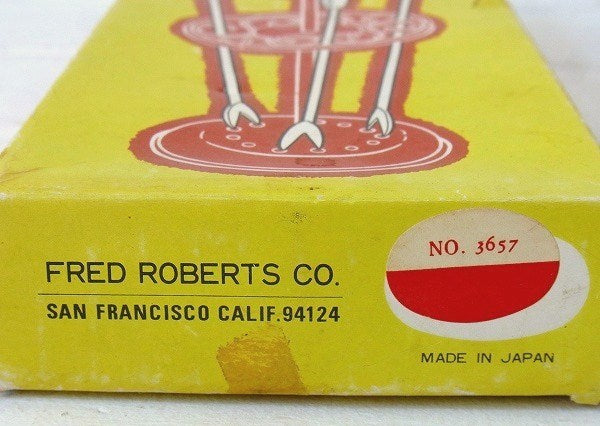 FRED ROBERTS CO.
SAN FRANCISCO CALIF.94124
NO. 3657
MADE IN JAPAN